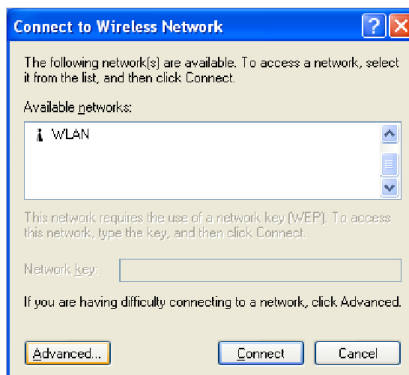 Connect to Wireless Network
The following network(s) are available. To access a network, select
it from the list, and then click Connect.
Available networks:
WLAN
This network requires the use of a network key (WEP). To access
this network, type the key, and then click Connect.
Network key:
If you are having difficulty connecting to a network, click Advanced.
Advanced... Connect Cancel